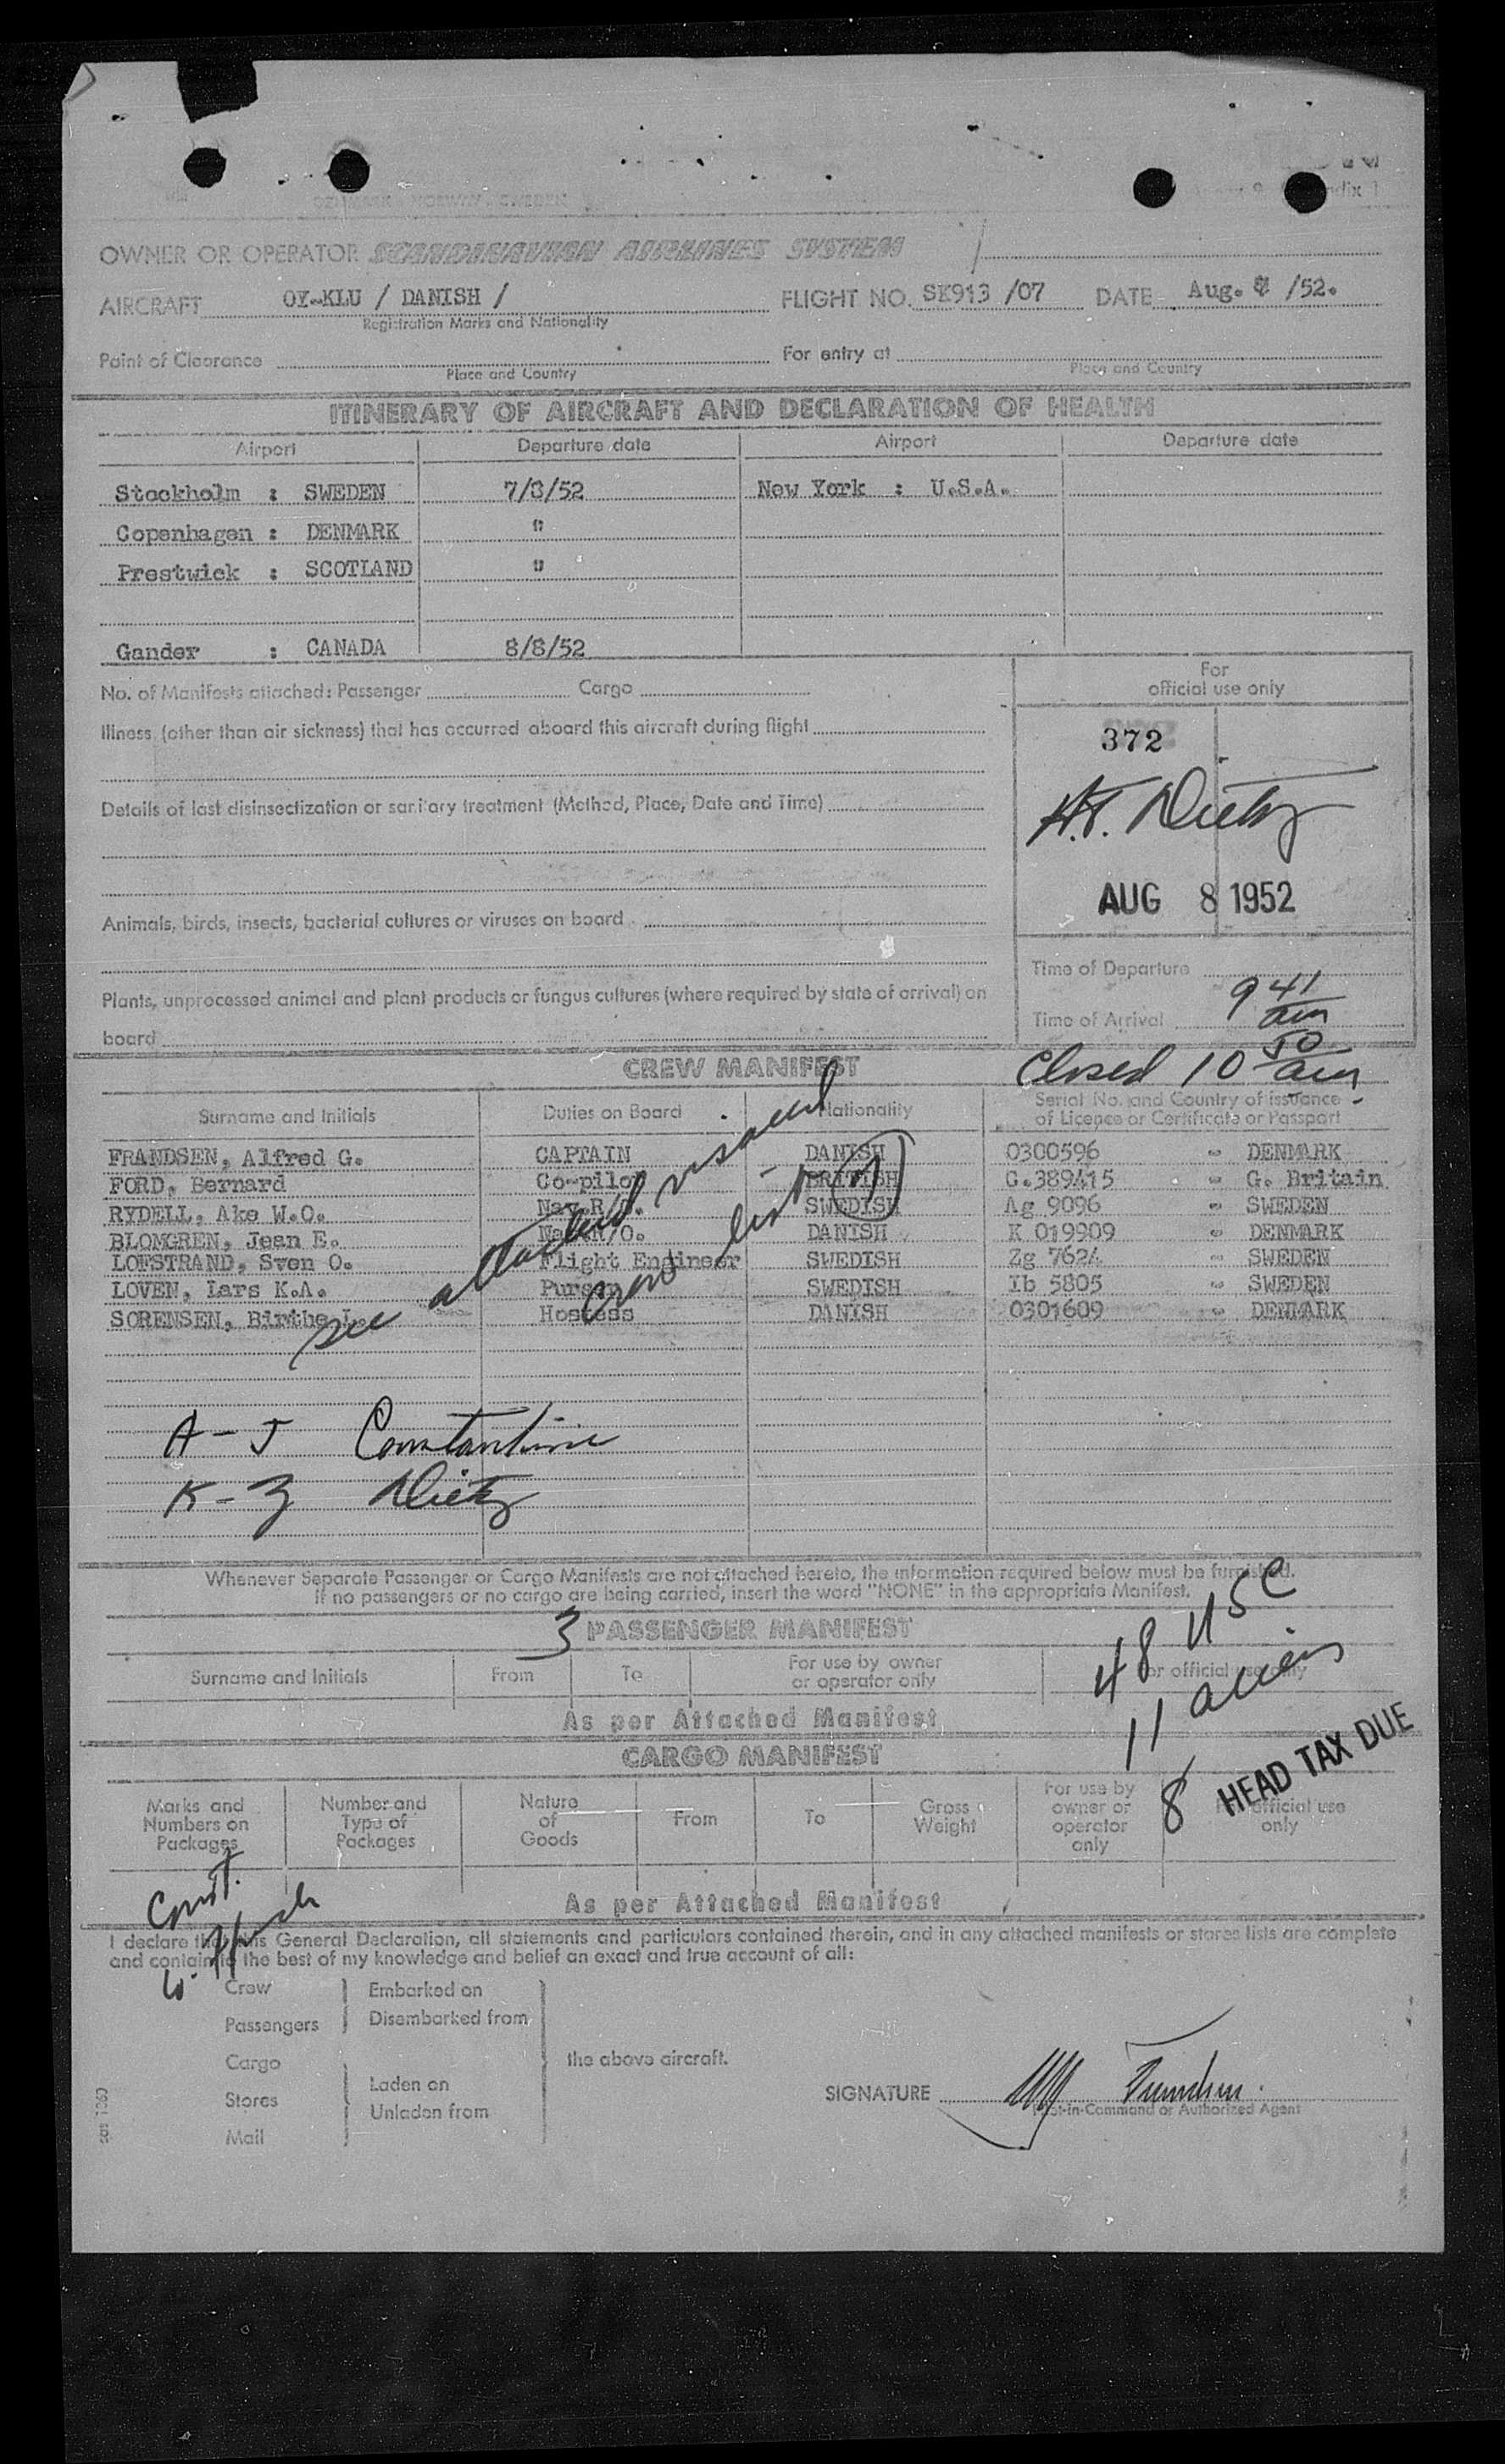 DENMARK · NORWAY · SWEDEN
OWNER OR OPERATOR SCANDINAVIAN AIRLINES SYSTEM
AIRCRAFT OY-KLU / DANISH / FLIGHT NO. SK913 /07 DATE Aug. /52.
Registration Marks and Nationality
Point of Clearance For entry at
Place and Country Place and Country
ITINERARY OF AIRCRAFT AND DECLARATION OF HEALTH
Airport Departure date Airport Departure date
Stockholm : SWEDEN 7/8/52 New York : U.S.A.
Copenhagen : DENMARK "
Prestwick : SCOTLAND "
Gander : CANADA 8/8/52
For
official use only
No. of Manifests attached: Passenger Cargo
Illness (other than air sickness) that has occurred aboard this aircraft during flight
372
Details of last disinsectization or sanitary treatment (Method, Place, Date and Time)
H.T. Dietz
AUG 8 1952
Animals, birds, insects, bacterial cultures or viruses on board
Time of Departure
Plants, unprocessed animal and plant products or fungus cultures (where required by state of arrival) on
board
Time of Arrival 9 41 am
CREW MANIFEST
Closed 10 50 am
Surname and Initials Duties on Board Nationality Serial No. and Country of issuance
of Licence or Certificate or Passport
FRANDSEN, Alfred G. CAPTAIN DANISH 0300596 - DENMARK
FORD, Bernard Co-pilot BRITISH G.389415 - G. Britain
RYDELL, Ake W.O. Nav.R/O. SWEDISH Ag 9096 - SWEDEN
BLOMGREN, Jean E. Nav.R/O. DANISH K 019909 - DENMARK
LOFSTRAND, Sven O. Flight Engineer SWEDISH Zg 7624 - SWEDEN
LOVEN, Lars K.A. Purser SWEDISH Ib 5805 - SWEDEN
SORENSEN, Birthe L. Hostess DANISH 0301609 - DENMARK
see attached visaed
crew list (7)
A - J Constantine
K - Z Dietz
Whenever Separate Passenger or Cargo Manifests are not attached hereto, the information required below must be furnished.
If no passengers or no cargo are being carried, insert the word "NONE" in the appropriate Manifest.
3 PASSENGER MANIFEST
48 USC
Surname and Initials From To For use by owner
or operator only For official use only
11 aliens
As per Attached Manifest
CARGO MANIFEST
8 HEAD TAX DUE
Marks and
Numbers on
Packages Number and
Type of
Packages Nature
of
Goods From To Gross
Weight For use by
owner or
operator
only For official use
only
Const.
As per Attached Manifest
I declare that this General Declaration, all statements and particulars contained therein, and in any attached manifests or stores lists are complete
and contain to the best of my knowledge and belief an exact and true account of all:
Crew Embarked on
Passengers Disembarked from
Cargo the above aircraft.
Stores Laden on
Unladen from
Mail
SIGNATURE
Pilot-in-Command or Authorized Agent
SAS 1060